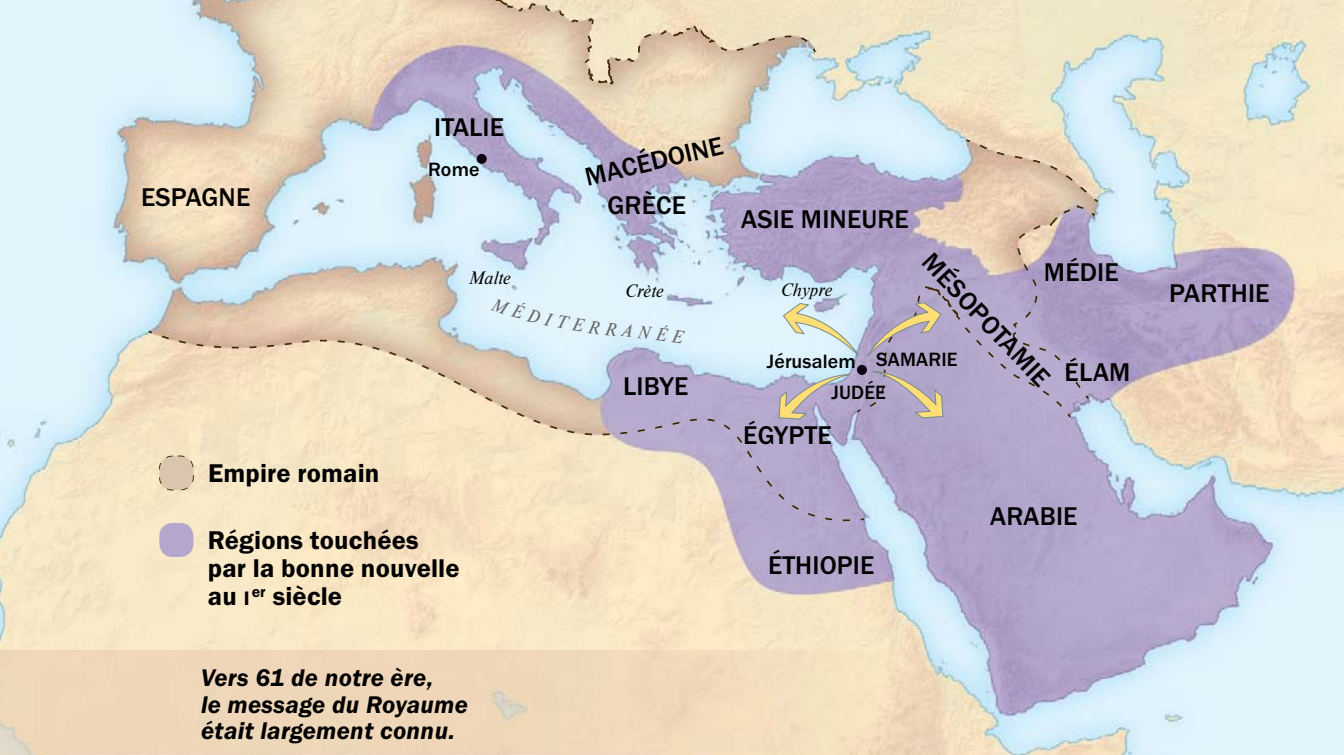 ITALIE
Rome
ESPAGNE
MACÉDOINE
GRÈCE
ASIE MINEURE
Malte
Crète
Chypre
MÉDITERRANÉE
MÉSOPOTAMIE
MÉDIE
PARTHIE
Jérusalem
SAMARIE
ÉLAM
LIBYE
JUDÉE
ÉGYPTE
ARABIE
ÉTHIOPIE
Empire romain
Régions touchées
par la bonne nouvelle
au Ier siècle
Vers 61 de notre ère,
le message du Royaume
était largement connu.